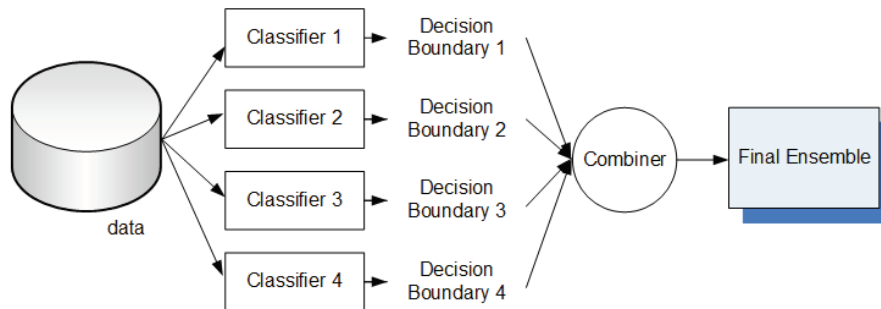 Classifier 1
Decision
Boundary 1
Classifier 2
Decision
Boundary 2
Combiner
Final Ensemble
Classifier 3
Decision
Boundary 3
data
Classifier 4
Decision
Boundary 4